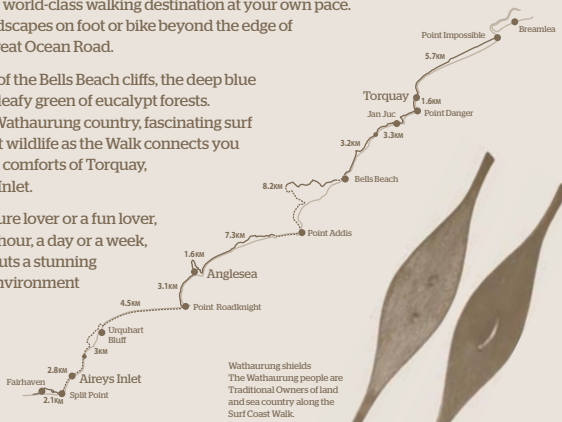 world-class walking destination at your own pace.
dscapes on foot or bike beyond the edge of
reat Ocean Road.
of the Bells Beach cliffs, the deep blue
leafy green of eucalypt forests.
Wathaurung country, fascinating surf
t wildlife as the Walk connects you
comforts of Torquay,
Inlet.
ure lover or a fun lover,
hour, a day or a week,
uts a stunning
nvironment
Breamlea
Point Impossible
5.7KM
Torquay
1.6KM
Point Danger
Jan Juc
3.3KM
3.2KM
Bells Beach
8.2KM
Point Addis
7.3KM
1.6KM
Anglesea
3.1KM
Point Roadknight
4.5KM
Urquhart
Bluff
3KM
2.8KM
Aireys Inlet
Fairhaven
Split Point
2.1KM
Wathaurung shields
The Wathaurung people are
Traditional Owners of land
and sea country along the
Surf Coast Walk.